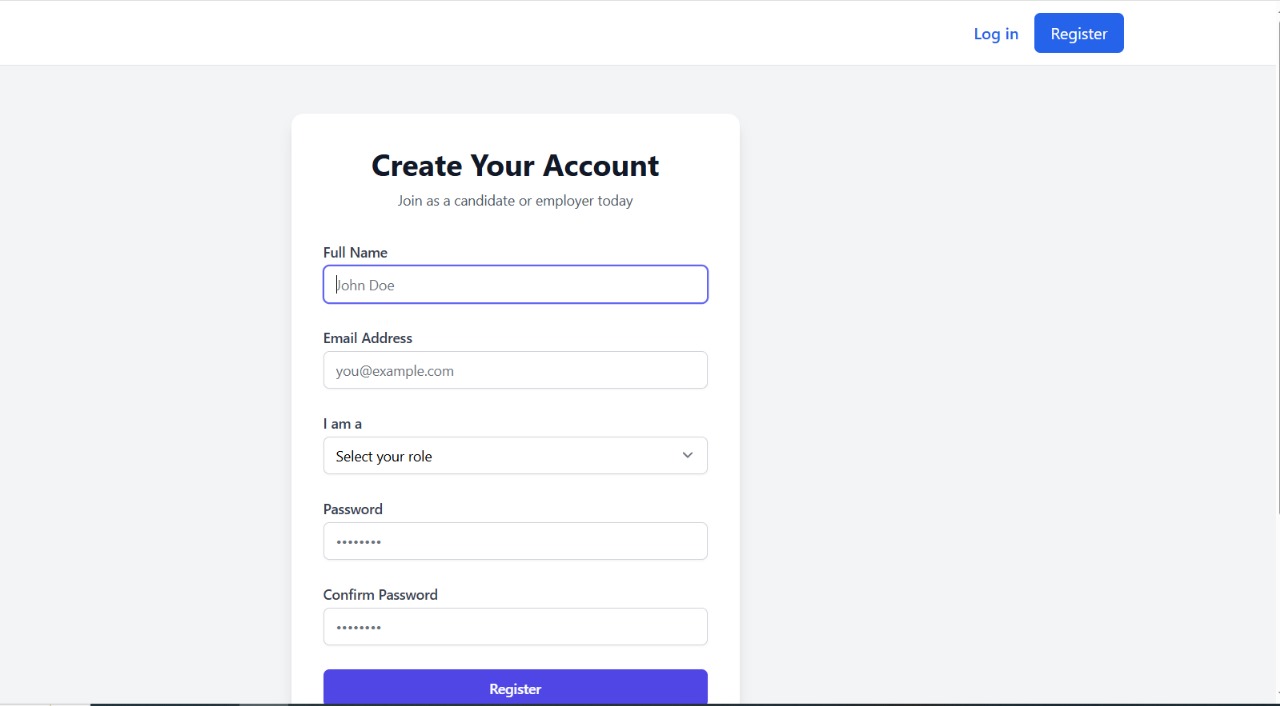 Log in
Register
Create Your Account
Join as a candidate or employer today
Full Name
John Doe
Email Address
you@example.com
I am a
Select your role
Password
••••••••
Confirm Password
••••••••
Register